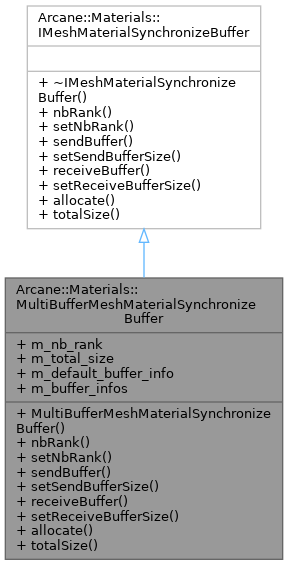 Arcane::Materials::
IMeshMaterialSynchronizeBuffer
+ ~IMeshMaterialSynchronize
Buffer()
+ nbRank()
+ setNbRank()
+ sendBuffer()
+ setSendBufferSize()
+ receiveBuffer()
+ setReceiveBufferSize()
+ allocate()
+ totalSize()
Arcane::Materials::
MultiBufferMeshMaterialSynchronize
Buffer
+ m_nb_rank
+ m_total_size
+ m_default_buffer_info
+ m_buffer_infos
+ MultiBufferMeshMaterialSynchronize
Buffer()
+ nbRank()
+ setNbRank()
+ sendBuffer()
+ setSendBufferSize()
+ receiveBuffer()
+ setReceiveBufferSize()
+ allocate()
+ totalSize()